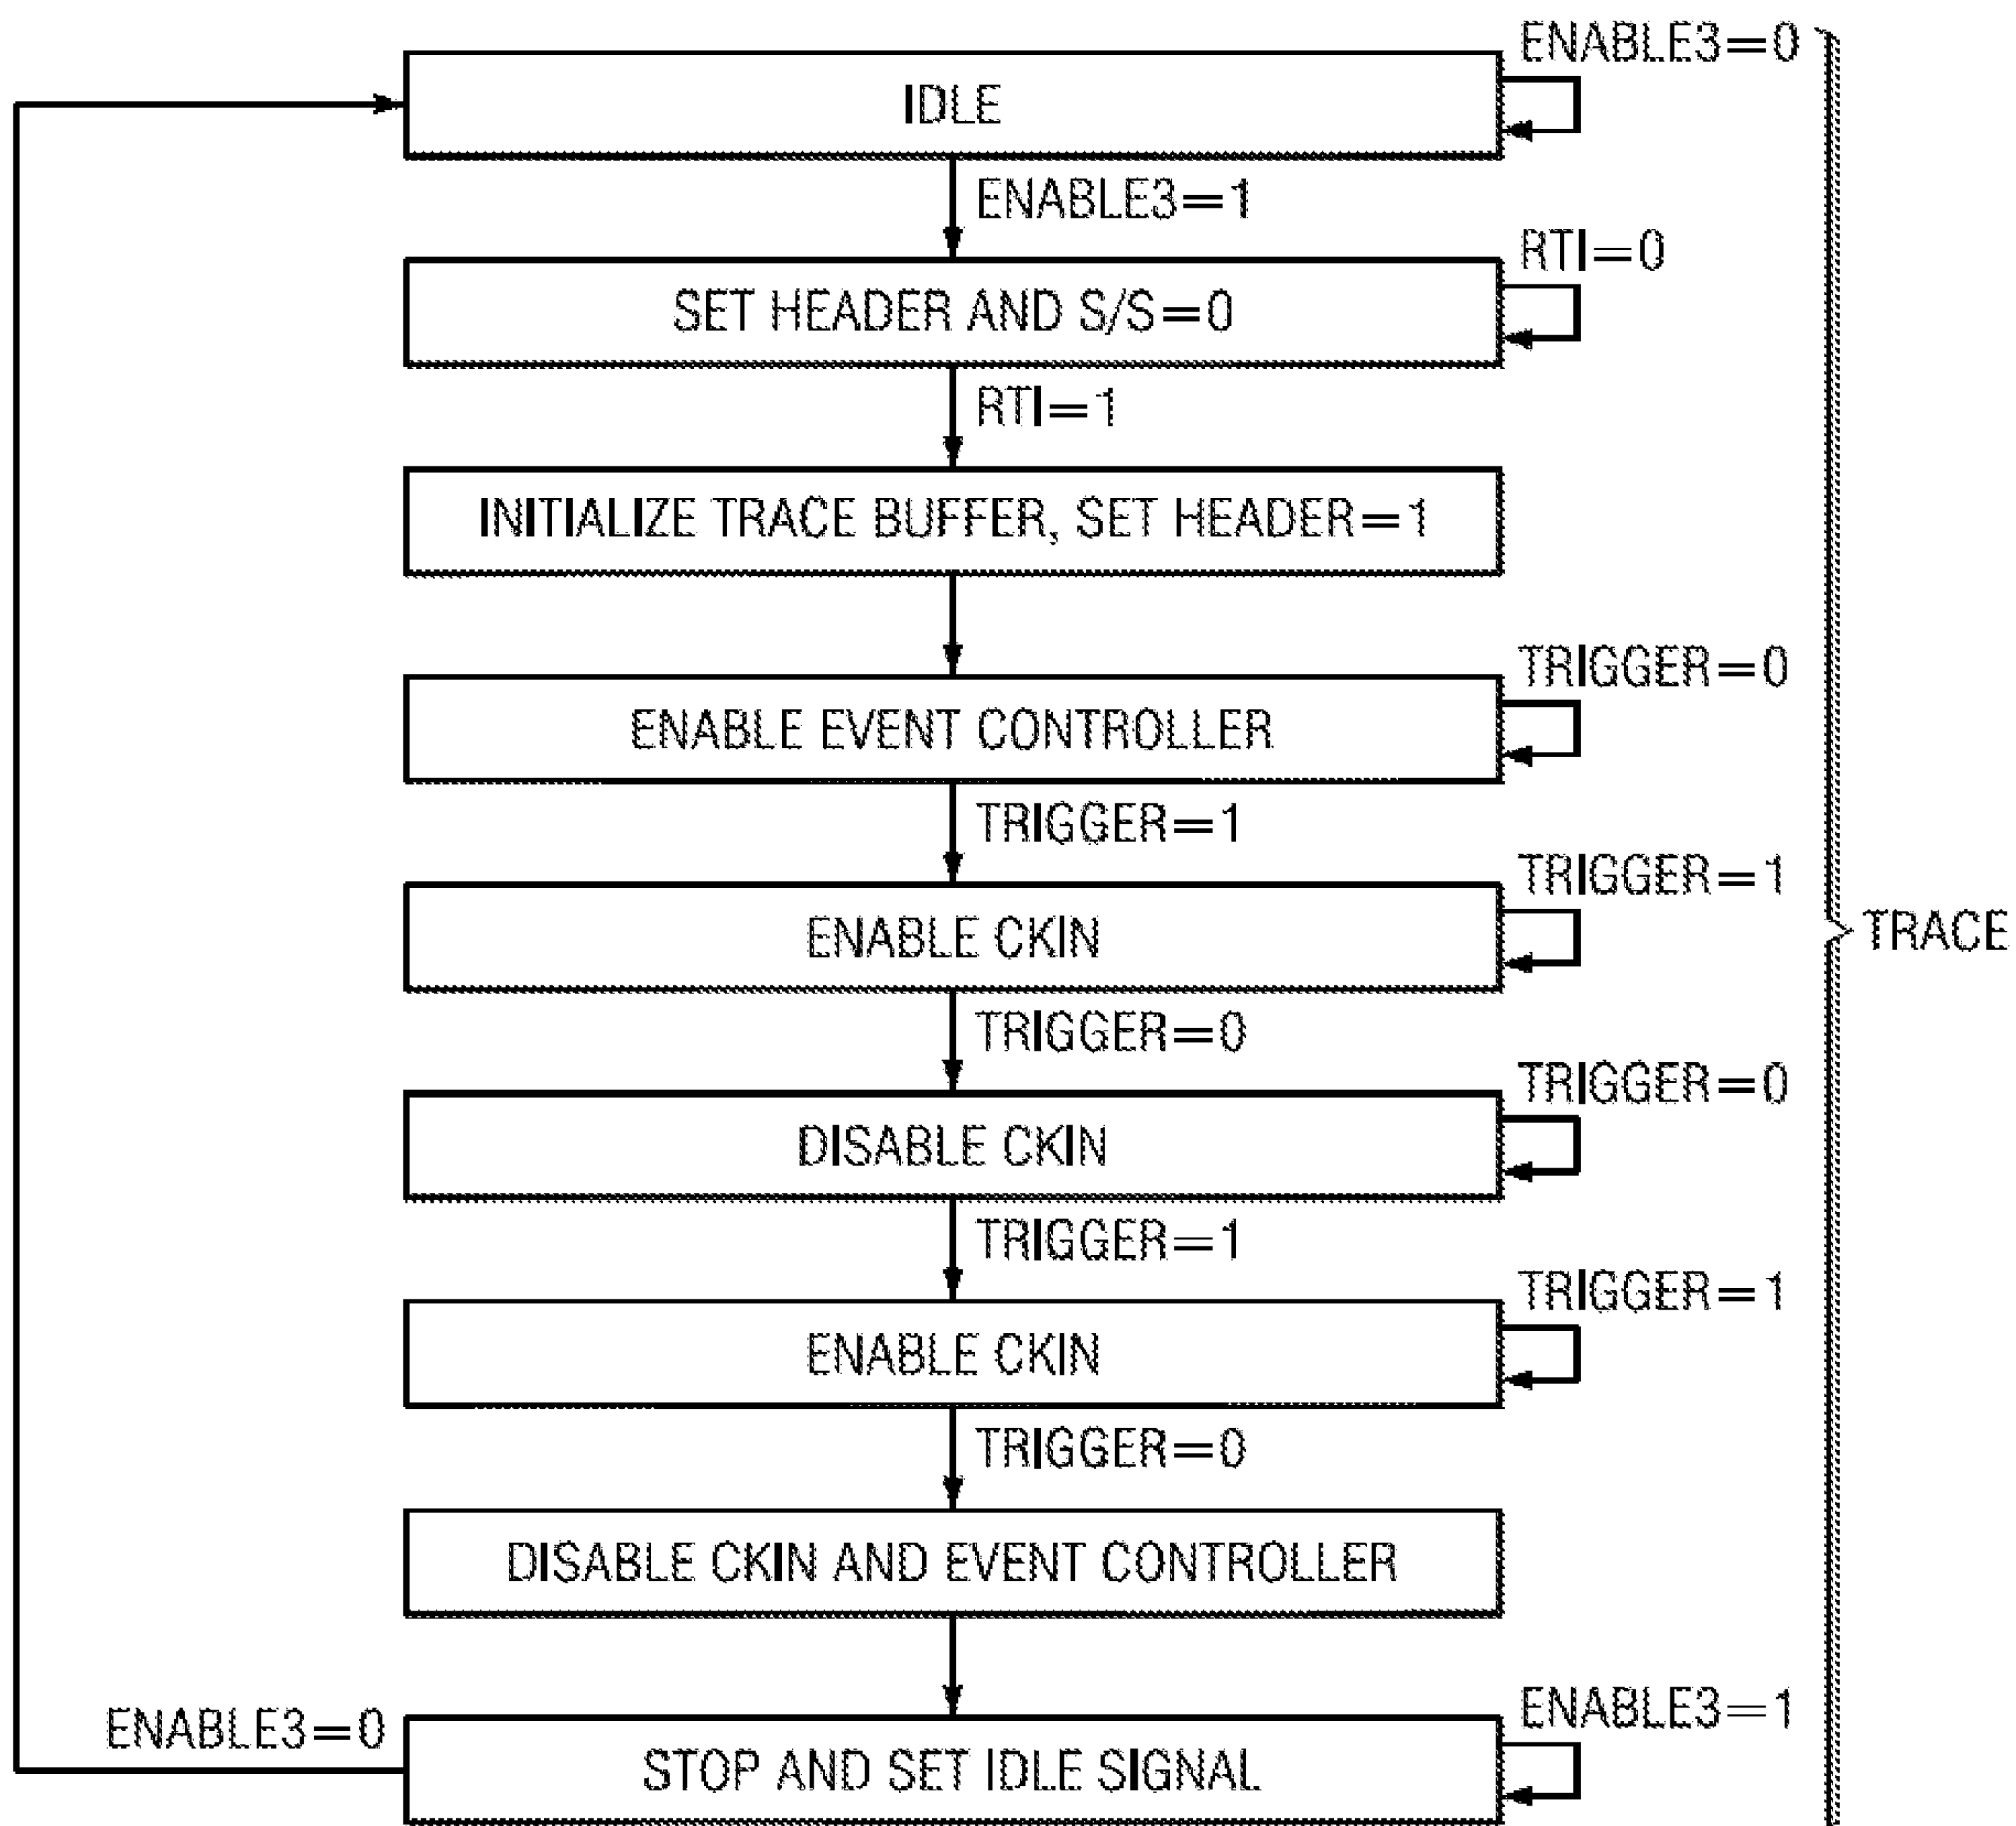 ENABLE3=0
IDLE
ENABLE3=1
RTI=0
SET HEADER AND S/S=0
RTI=1
INITIALIZE TRACE BUFFER, SET HEADER=1
TRIGGER=0
ENABLE EVENT CONTROLLER
TRIGGER=1
TRIGGER=1
ENABLE CKIN
TRACE
TRIGGER=0
TRIGGER=0
DISABLE CKIN
TRIGGER=1
TRIGGER=1
ENABLE CKIN
TRIGGER=0
DISABLE CKIN AND EVENT CONTROLLER
ENABLE3=0
ENABLE3=1
STOP AND SET IDLE SIGNAL